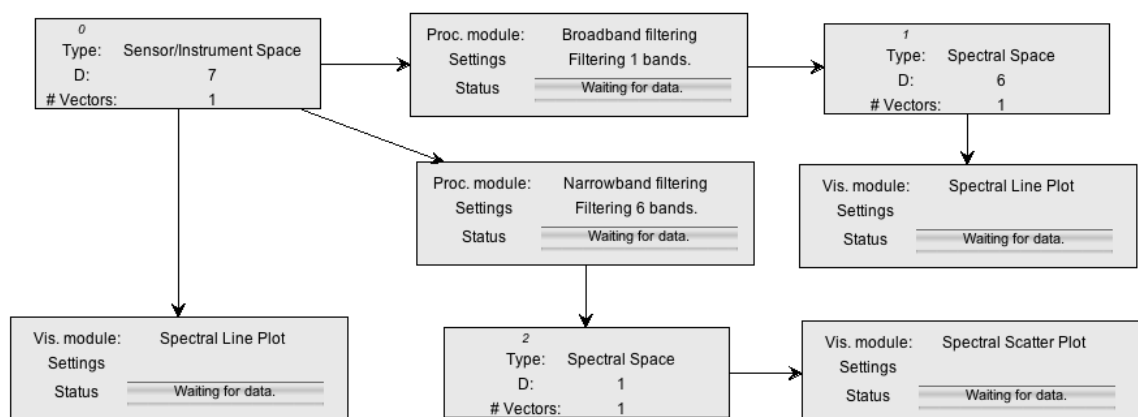 0
Type: Sensor/Instrument Space
D: 7
# Vectors: 1
Proc. module: Broadband filtering
Settings Filtering 1 bands.
Status Waiting for data.
1
Type: Spectral Space
D: 6
# Vectors: 1
Proc. module: Narrowband filtering
Settings Filtering 6 bands.
Status Waiting for data.
Vis. module: Spectral Line Plot
Settings
Status Waiting for data.
Vis. module: Spectral Line Plot
Settings
Status Waiting for data.
2
Type: Spectral Space
D: 1
# Vectors: 1
Vis. module: Spectral Scatter Plot
Settings
Status Waiting for data.